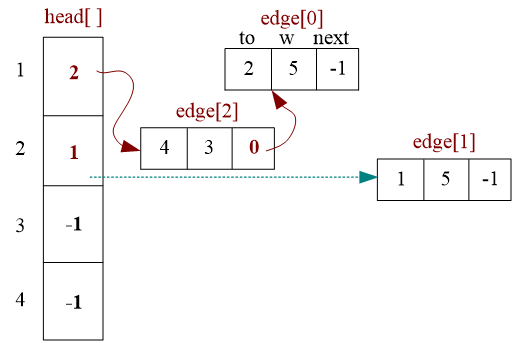 head[ ]
edge[0]
to w next
1 2 2 5 -1
edge[2]
2 1 4 3 0
edge[1]
1 5 -1
3 -1
4 -1